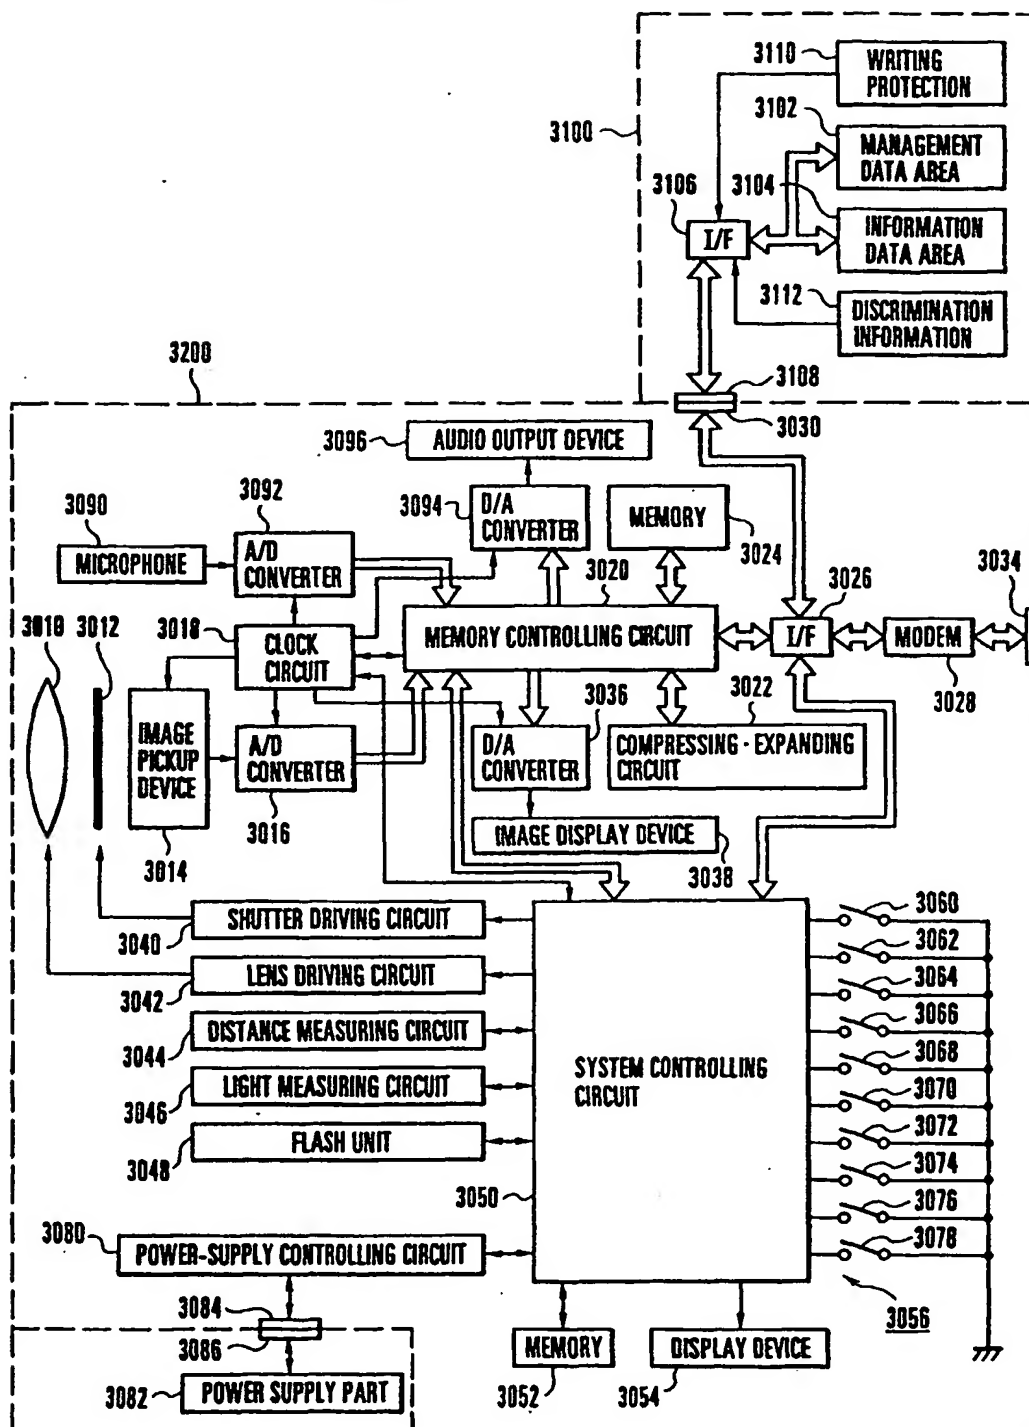 3110
WRITING
PROTECTION
3102
3100
MANAGEMENT
DATA AREA
3106
3104
I/F
INFORMATION
DATA AREA
3112
DISCRIMINATION
INFORMATION
3200
3108
3030
3096
AUDIO OUTPUT DEVICE
3090
3092
3094
D/A
CONVERTER
MEMORY
3024
MICROPHONE
A/D
CONVERTER
3020
3026
3034
3010
3012
3018
CLOCK
CIRCUIT
MEMORY CONTROLLING CIRCUIT
I/F
MODEM
3028
3036
3022
IMAGE
PICKUP
DEVICE
A/D
CONVERTER
D/A
CONVERTER
COMPRESSING-EXPANDING
CIRCUIT
3016
3014
IMAGE DISPLAY DEVICE
3038
SHUTTER DRIVING CIRCUIT
3040
3060
3062
LENS DRIVING CIRCUIT
3042
3064
DISTANCE MEASURING CIRCUIT
3044
3066
SYSTEM CONTROLLING
CIRCUIT
3068
LIGHT MEASURING CIRCUIT
3046
3070
FLASH UNIT
3048
3072
3074
3050
3076
3080
POWER-SUPPLY CONTROLLING CIRCUIT
3078
3084
3086
3056
MEMORY
3052
DISPLAY DEVICE
3054
3082
POWER SUPPLY PART